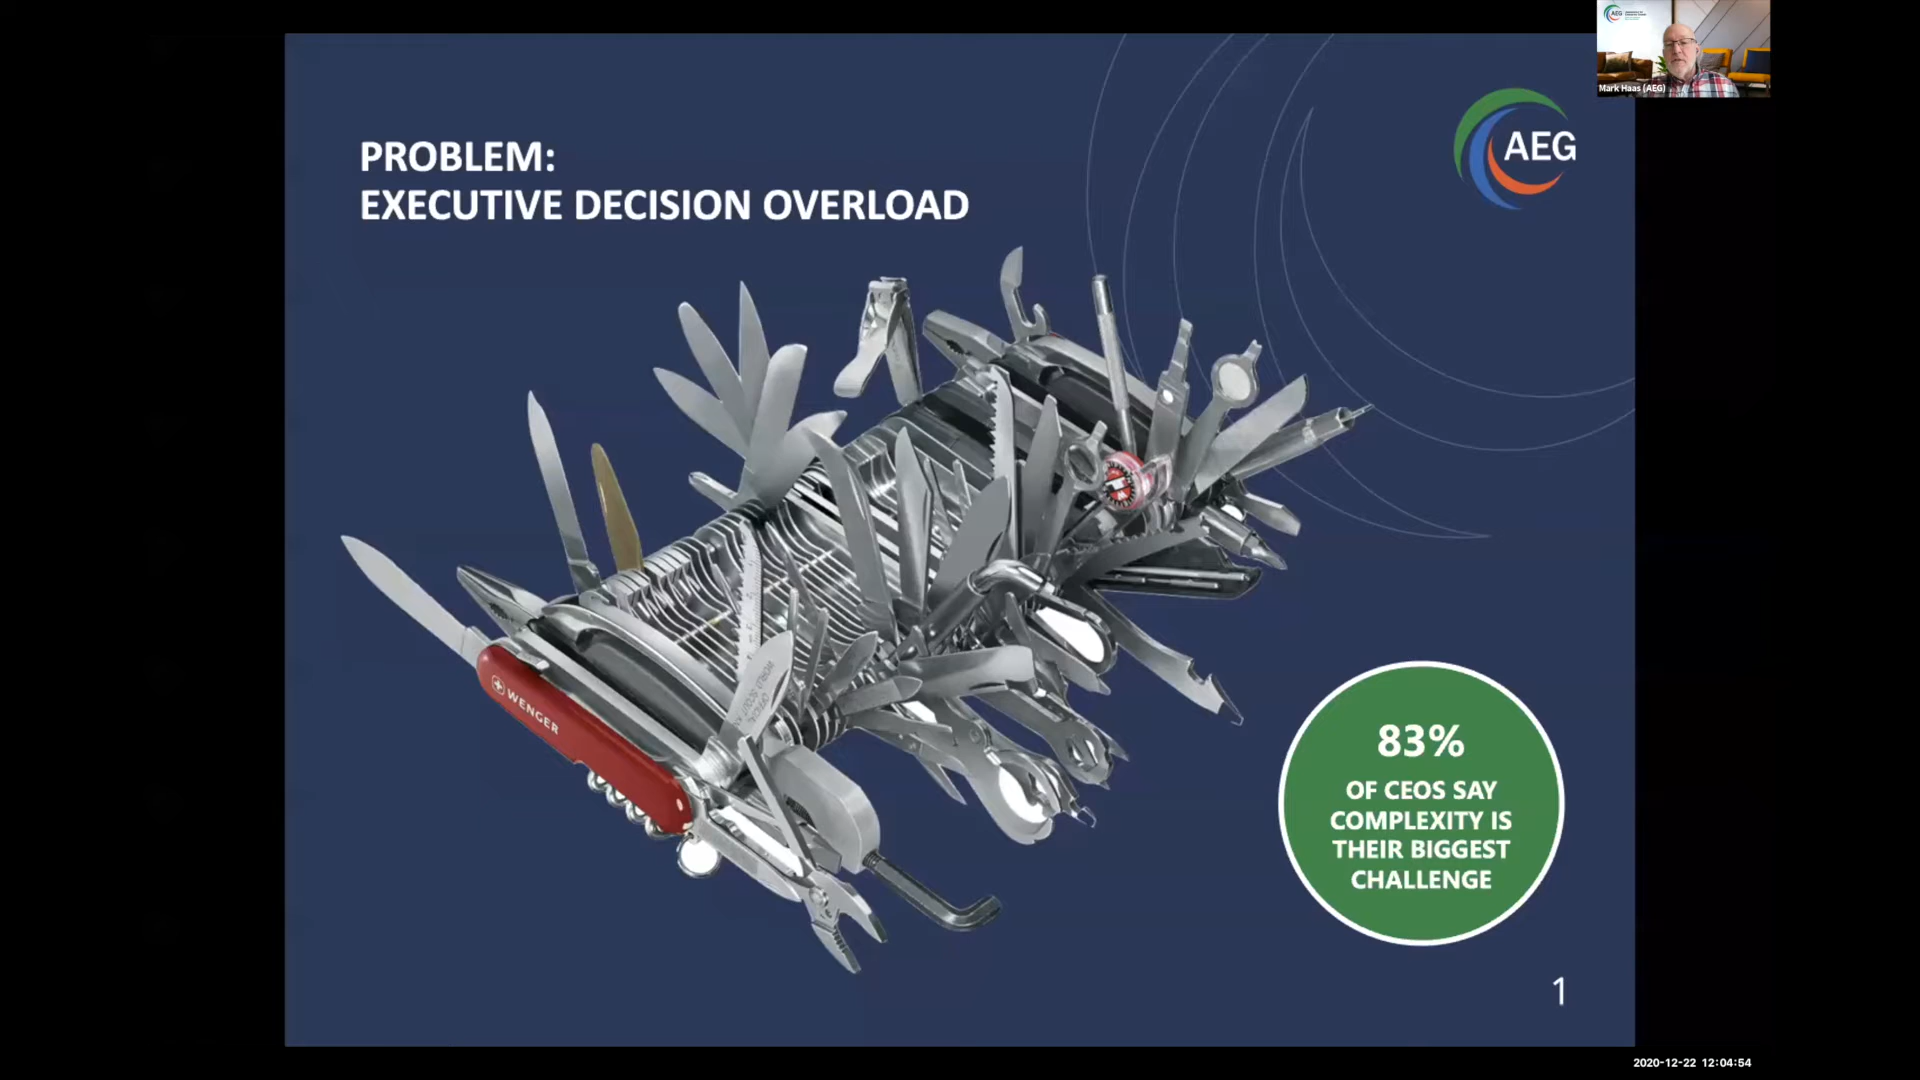 AEG
Mark Haas (AEG)
AEG
PROBLEM:
EXECUTIVE DECISION OVERLOAD
WENGER
83%
OF CEOS SAY
COMPLEXITY IS
THEIR BIGGEST
CHALLENGE
1
2020-12-22 12:04:54